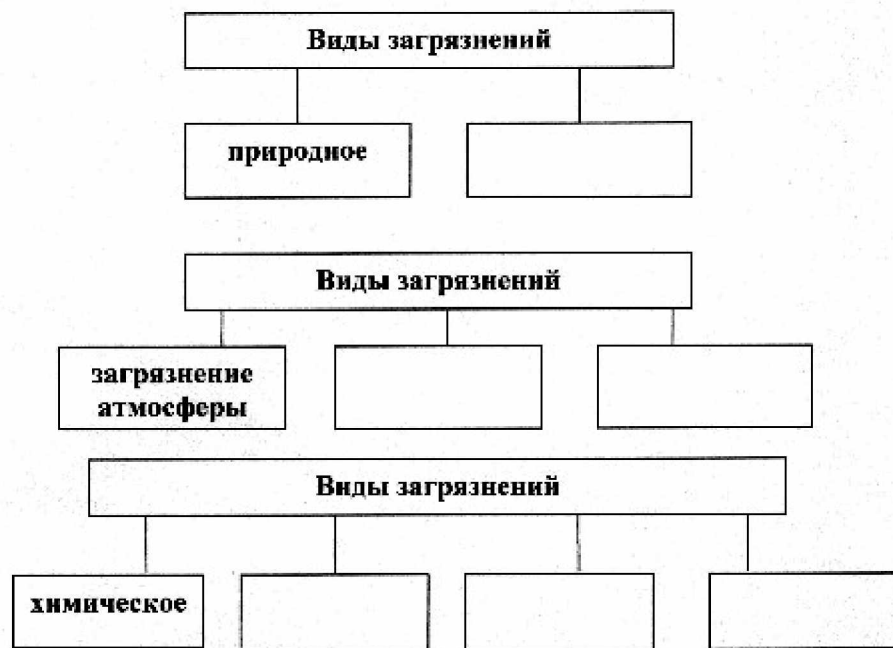 Виды загрязнений
природное
Виды загрязнений
загрязнение
атмосферы
Виды загрязнений
химическое